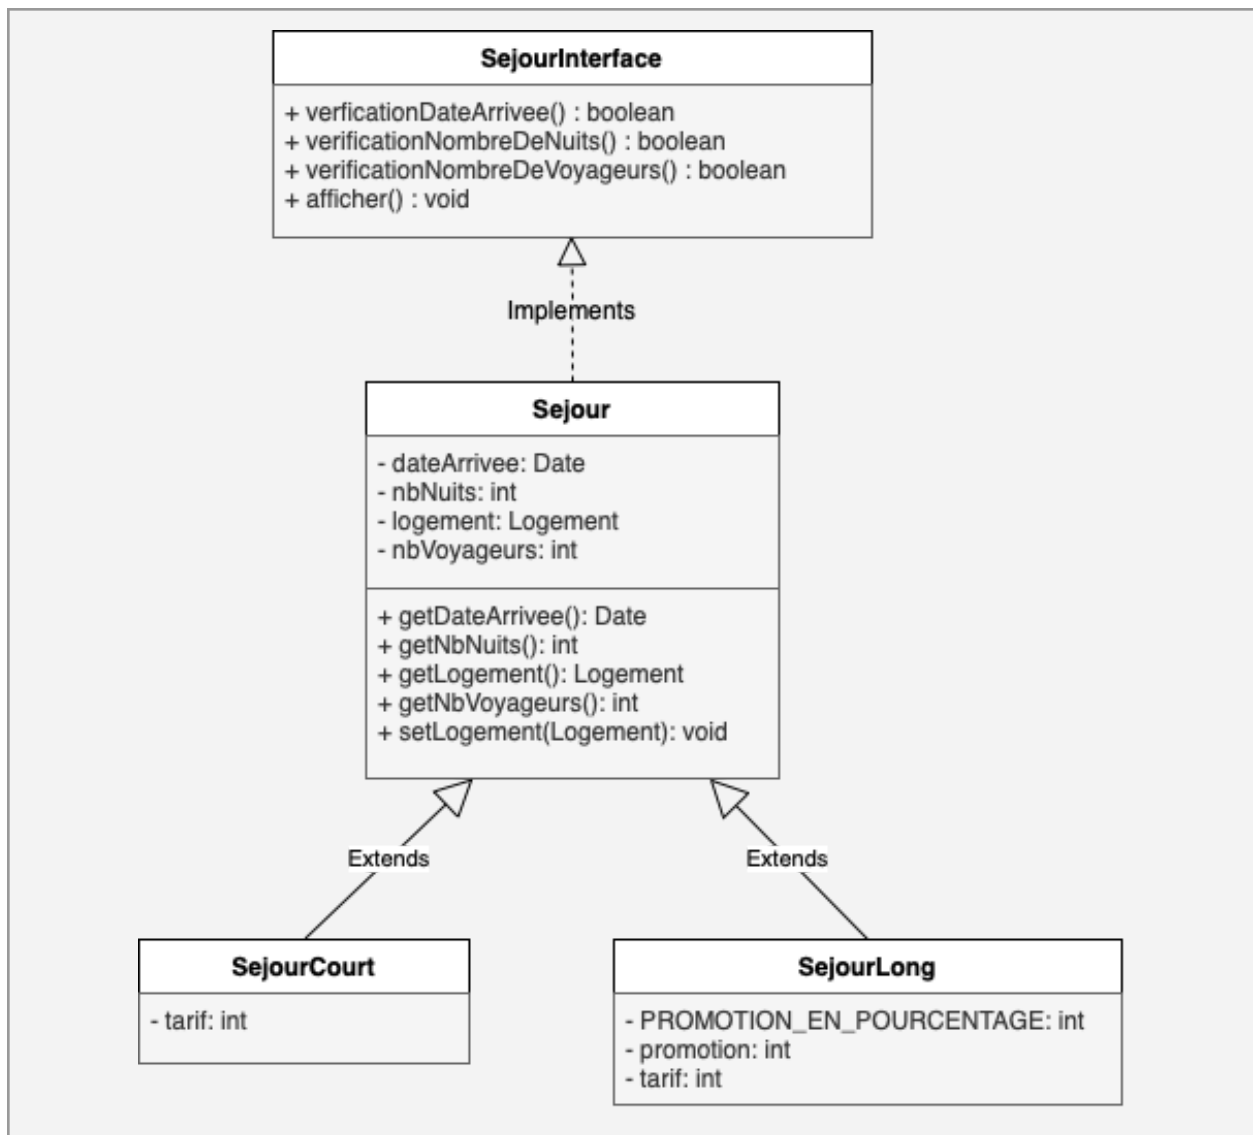 SejourInterface
+ verficationDateArrivee() : boolean
+ verificationNombreDeNuits() : boolean
+ verificationNombreDeVoyageurs() : boolean
+ afficher() : void
Implements
Sejour
- dateArrivee: Date
- nbNuits: int
- logement: Logement
- nbVoyageurs: int
+ getDateArrivee(): Date
+ getNbNuits(): int
+ getLogement(): Logement
+ getNbVoyageurs(): int
+ setLogement(Logement): void
Extends
Extends
SejourCourt
- tarif: int
SejourLong
- PROMOTION_EN_POURCENTAGE: int
- promotion: int
- tarif: int